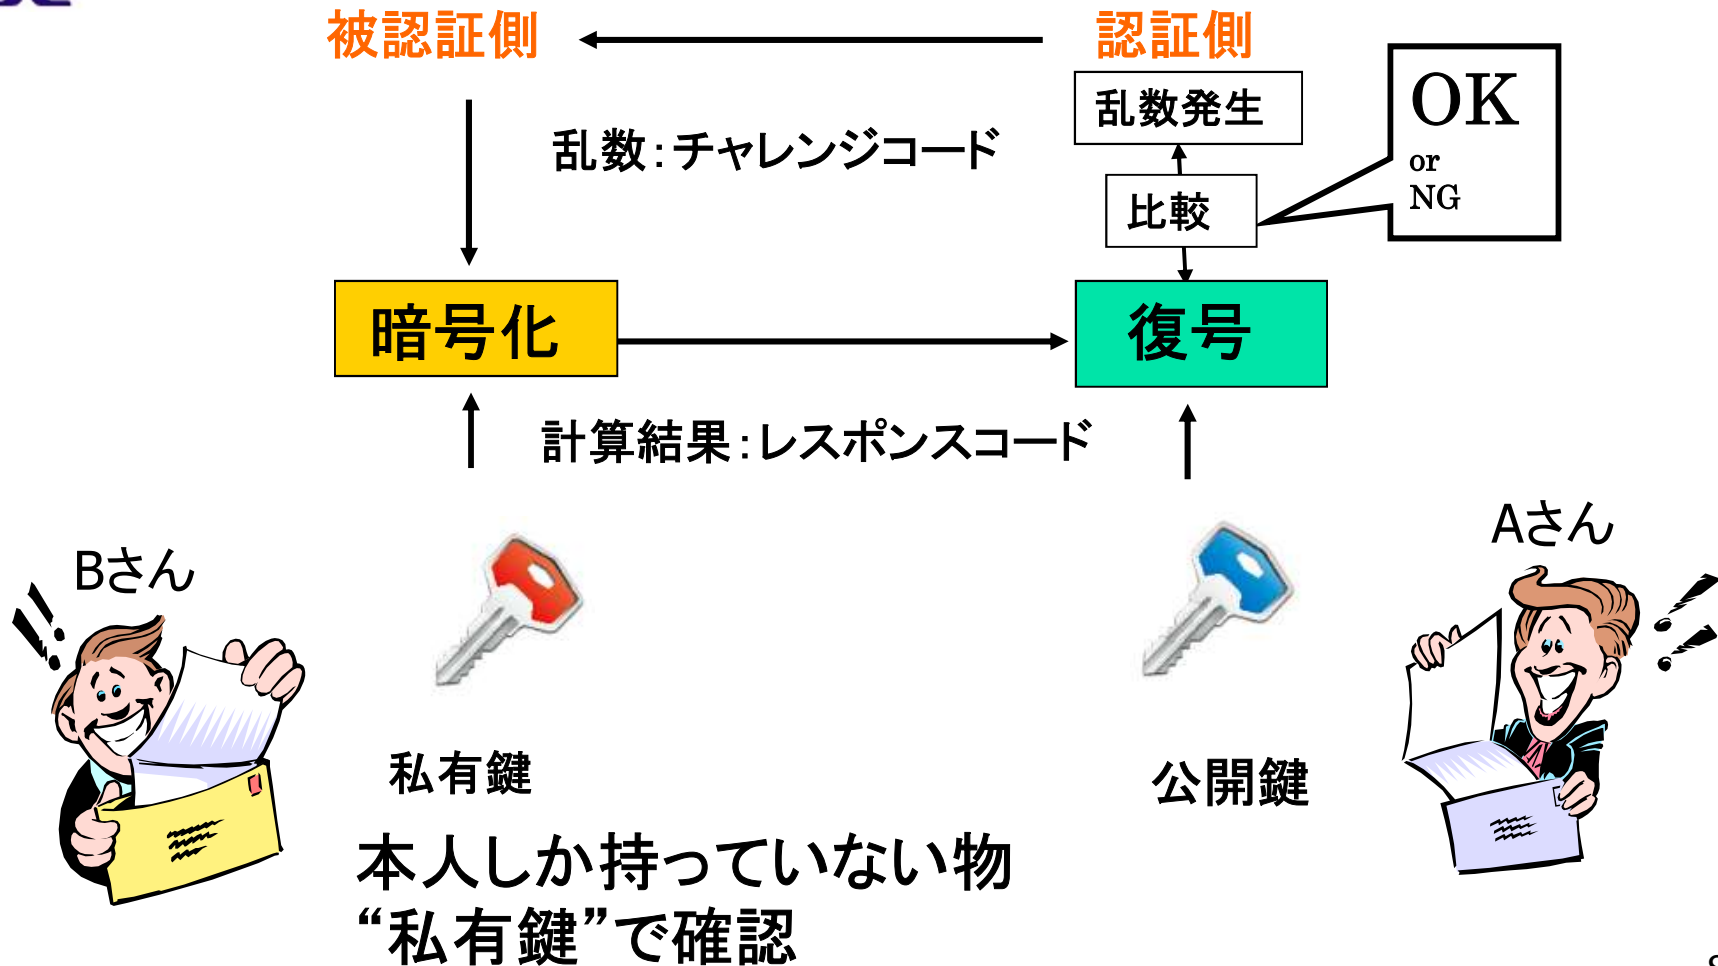 被認証側
認証側
乱数発生
OK
or
NG
乱数:チャレンジコード
比較
暗号化
復号
計算結果:レスポンスコード
Aさん
Bさん
私有鍵
公開鍵
本人しか持っていない物
“私有鍵”で確認